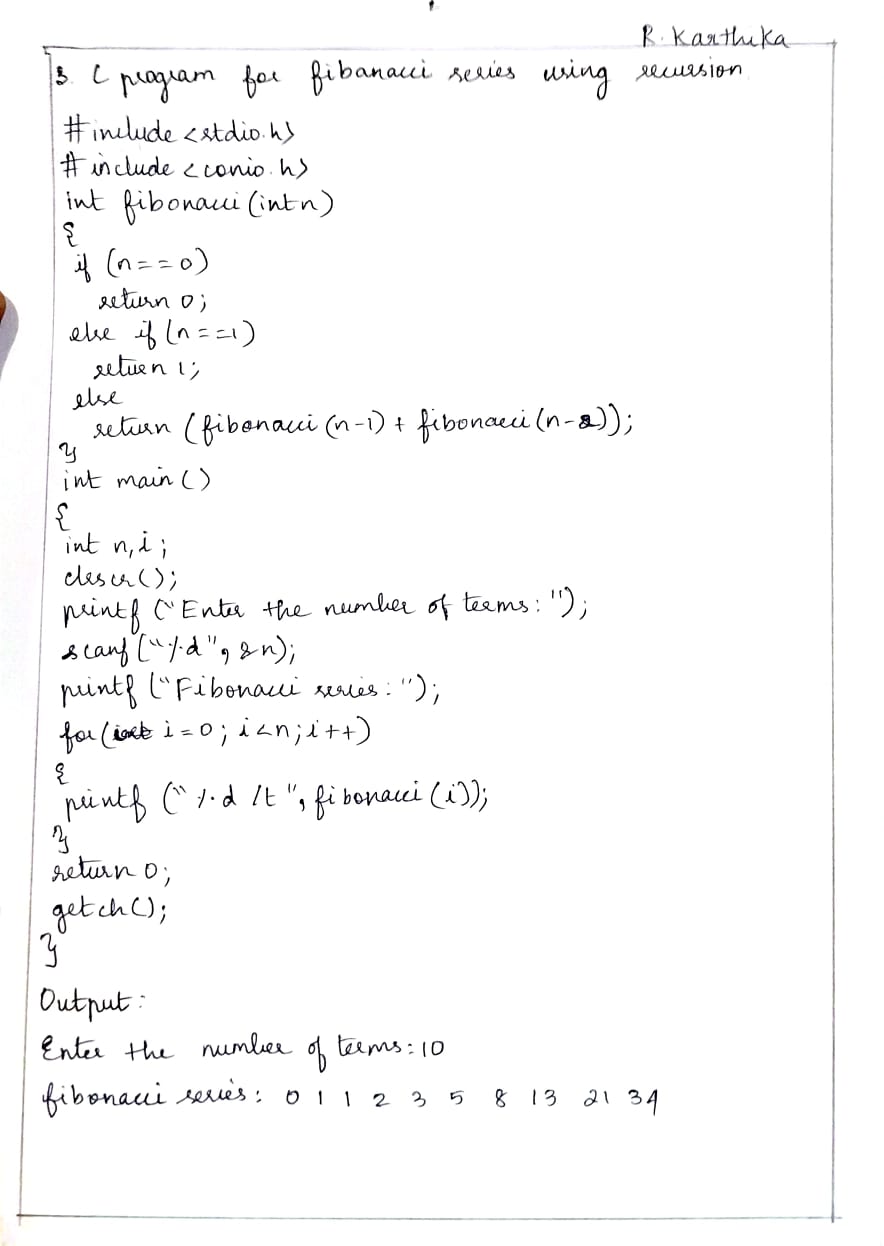 R. Karthika
3. C program for fibanacci series using recursion
#include <stdio.h>
#include <conio.h>
int fibonacci (int n)
{
if (n==0)
return 0;
else if (n==1)
return 1;
else
return (fibonacci (n-1) + fibonacci (n-2));
}
int main ()
{
int n, i;
clrscr();
printf ("Enter the number of terms: ");
scanf ("%d", &n);
printf ("Fibonacci series: ");
for (i=0; i<n; i++)
{
printf ("%d /t ", fibonacci (i));
}
return 0;
getch();
}
Output:
Enter the number of terms: 10
fibonacci series: 0 1 1 2 3 5 8 13 21 34